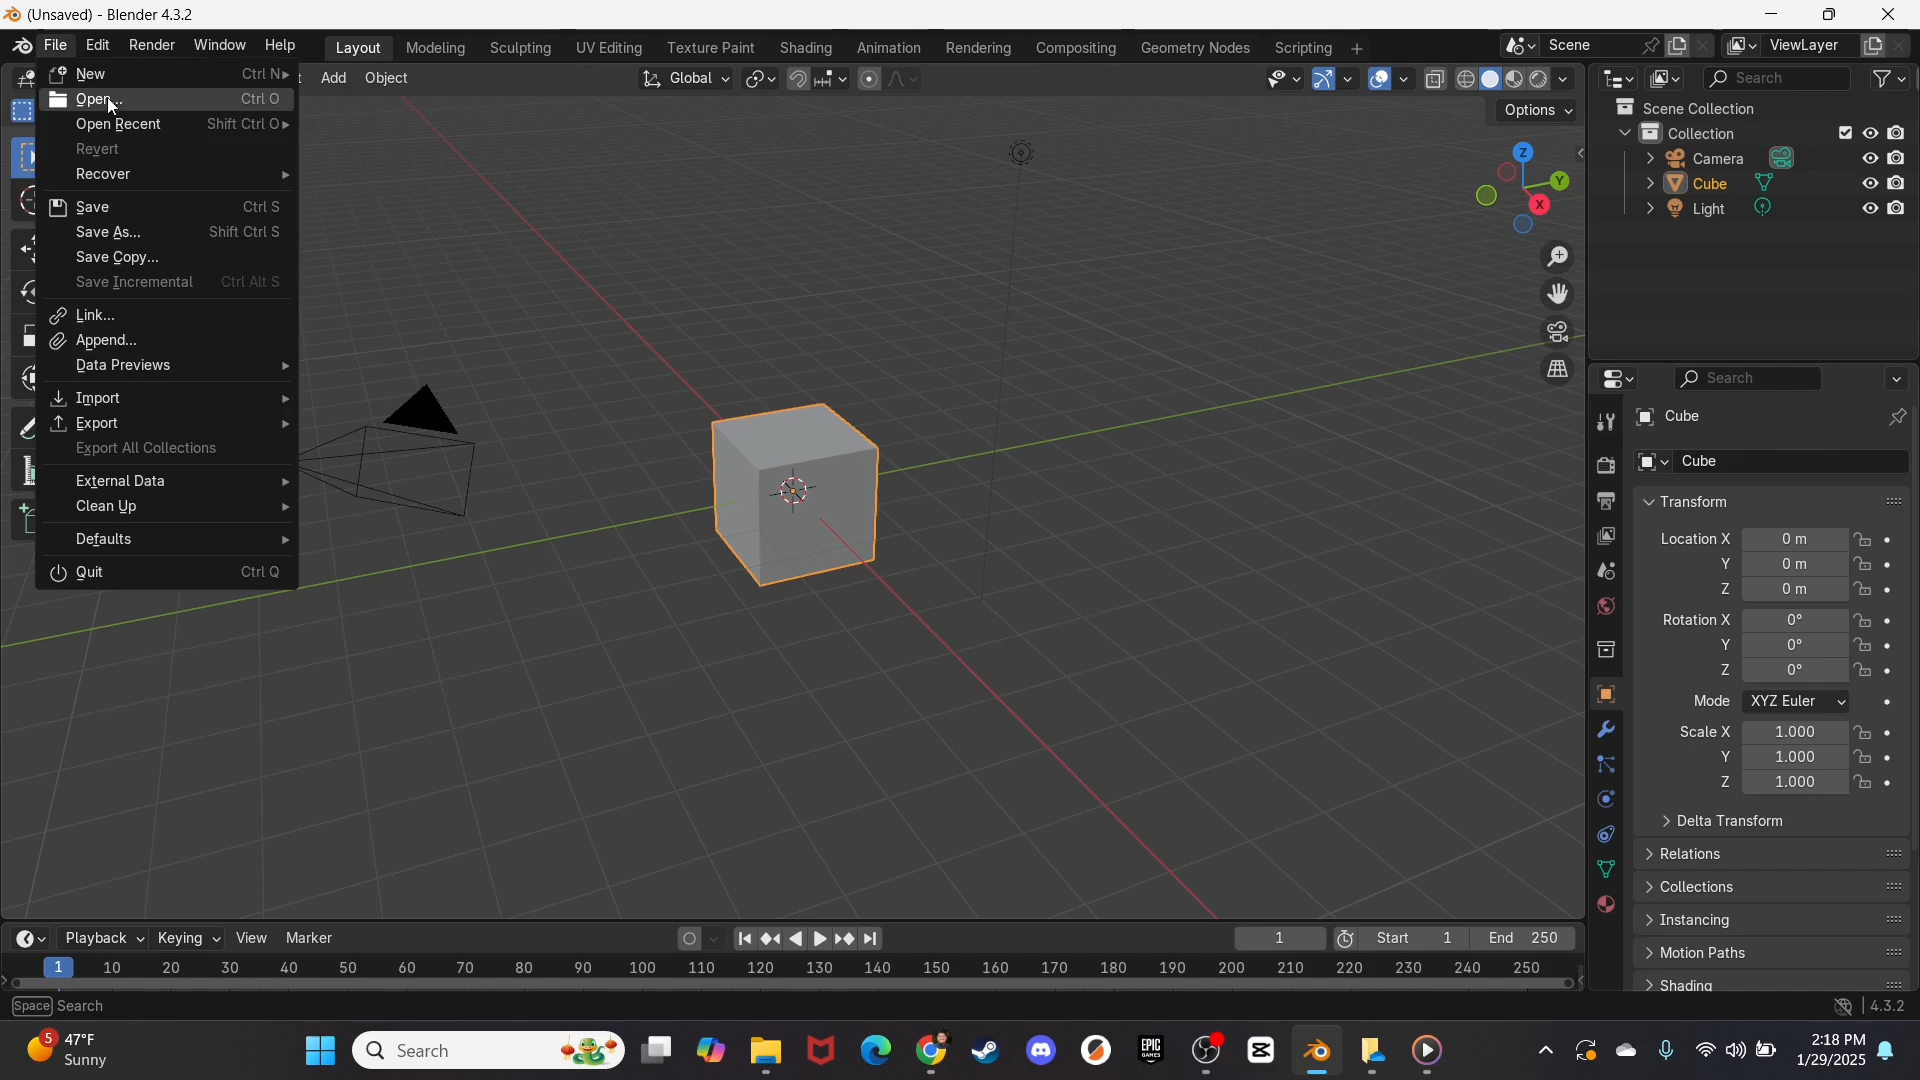 (Unsaved) - Blender 4.3.2
File Edit Render Window Help Layout Modeling Sculpting UV Editing Texture Paint Shading Animation Rendering Compositing Geometry Nodes Scripting + Scene ViewLayer
Add Object Global Search
Options
New Ctrl N
Open... Ctrl O
Open Recent Shift Ctrl O
Revert
Recover
Save Ctrl S
Save As... Shift Ctrl S
Save Copy...
Save Incremental Ctrl Alt S
Link...
Append...
Data Previews
Import
Export
Export All Collections
External Data
Clean Up
Defaults
Quit Ctrl Q
Z
Y
X
Scene Collection
Collection
Camera
Cube
Light
Search
Cube
Cube
Transform
Location X 0 m
Y 0 m
Z 0 m
Rotation X 0°
Y 0°
Z 0°
Mode XYZ Euler
Scale X 1.000
Y 1.000
Z 1.000
Delta Transform
Relations
Collections
Instancing
Motion Paths
Shading
Playback Keying View Marker 1 Start 1 End 250
1 10 20 30 40 50 60 70 80 90 100 110 120 130 140 150 160 170 180 190 200 210 220 230 240 250
Space Search 4.3.2
5 47°F
Sunny
Search
EPIC GAMES
2:18 PM
1/29/2025